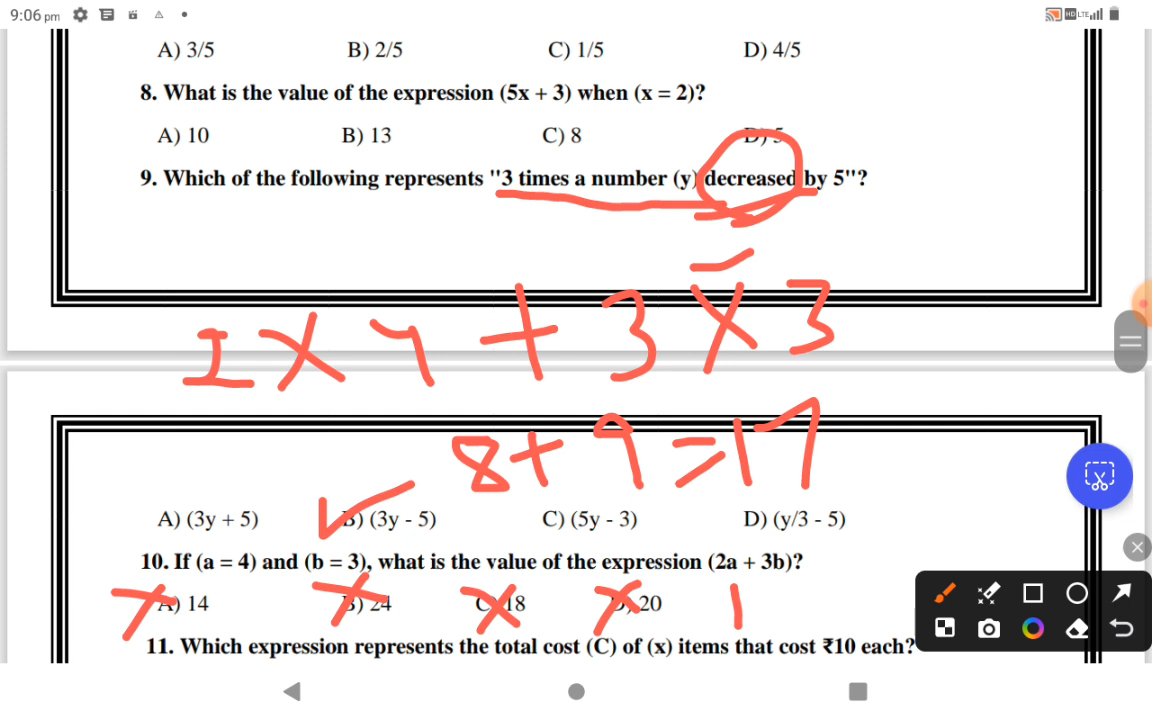 9:06 pm HD LTE
A) 3/5 B) 2/5 C) 1/5 D) 4/5
8. What is the value of the expression (5x + 3) when (x = 2)?
A) 10 B) 13 C) 8 D) 5
9. Which of the following represents "3 times a number (y) decreased by 5"?
2 × 4 + 3 × 3
8 + 9 = 17
A) (3y + 5) B) (3y - 5) C) (5y - 3) D) (y/3 - 5)
10. If (a = 4) and (b = 3), what is the value of the expression (2a + 3b)?
A) 14 B) 24 C) 18 D) 20
11. Which expression represents the total cost (C) of (x) items that cost ₹10 each?